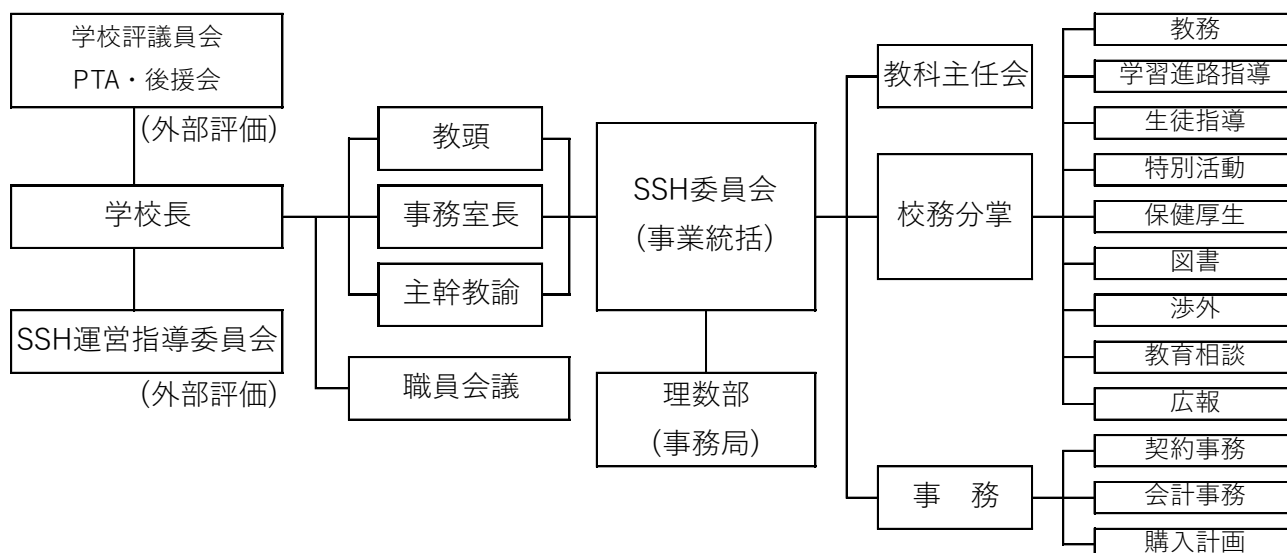 学校評議員会
PTA・後援会
(外部評価)
学校長
SSH運営指導委員会
(外部評価)
教頭
事務室長
主幹教諭
職員会議
SSH委員会
(事業統括)
理数部
(事務局)
教科主任会
校務分掌
事　務
教務
学習進路指導
生徒指導
特別活動
保健厚生
図書
渉外
教育相談
広報
契約事務
会計事務
購入計画